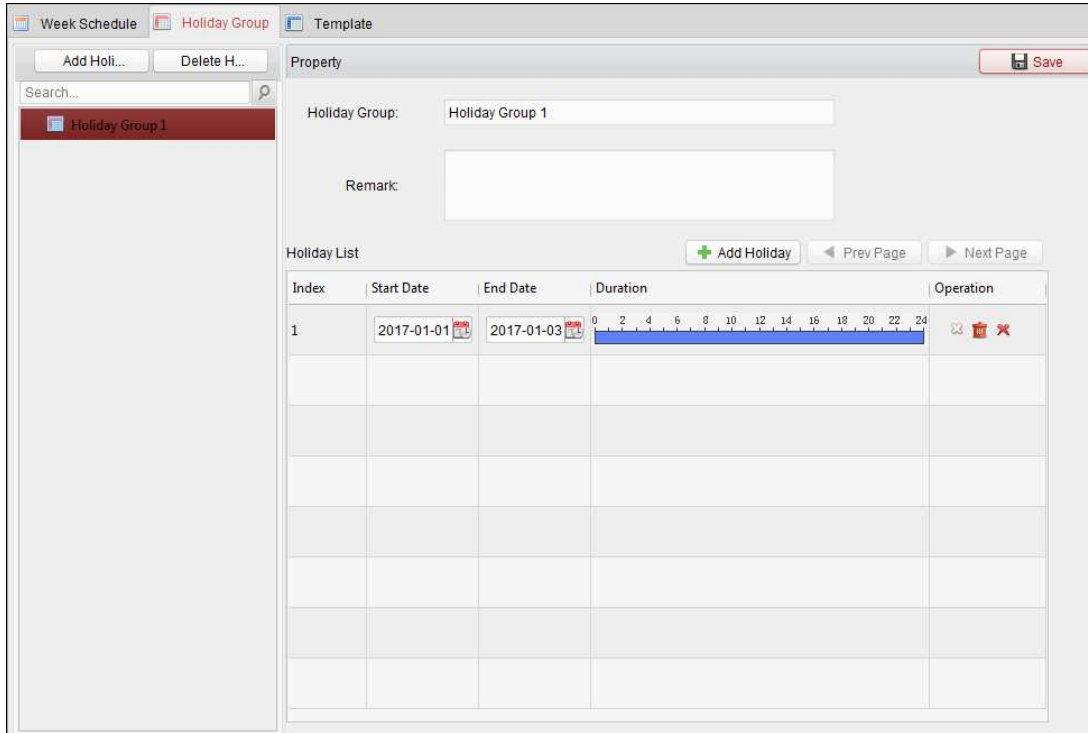 Week Schedule Holiday Group Template
Add Holi... Delete H...
Property
Save
Search...
Holiday Group 1
Holiday Group: Holiday Group 1
Remark:
Holiday List
Add Holiday Prev Page Next Page
Index Start Date End Date Duration Operation
0 2 4 6 8 10 12 14 16 18 20 22 24
1 2017-01-01 2017-01-03